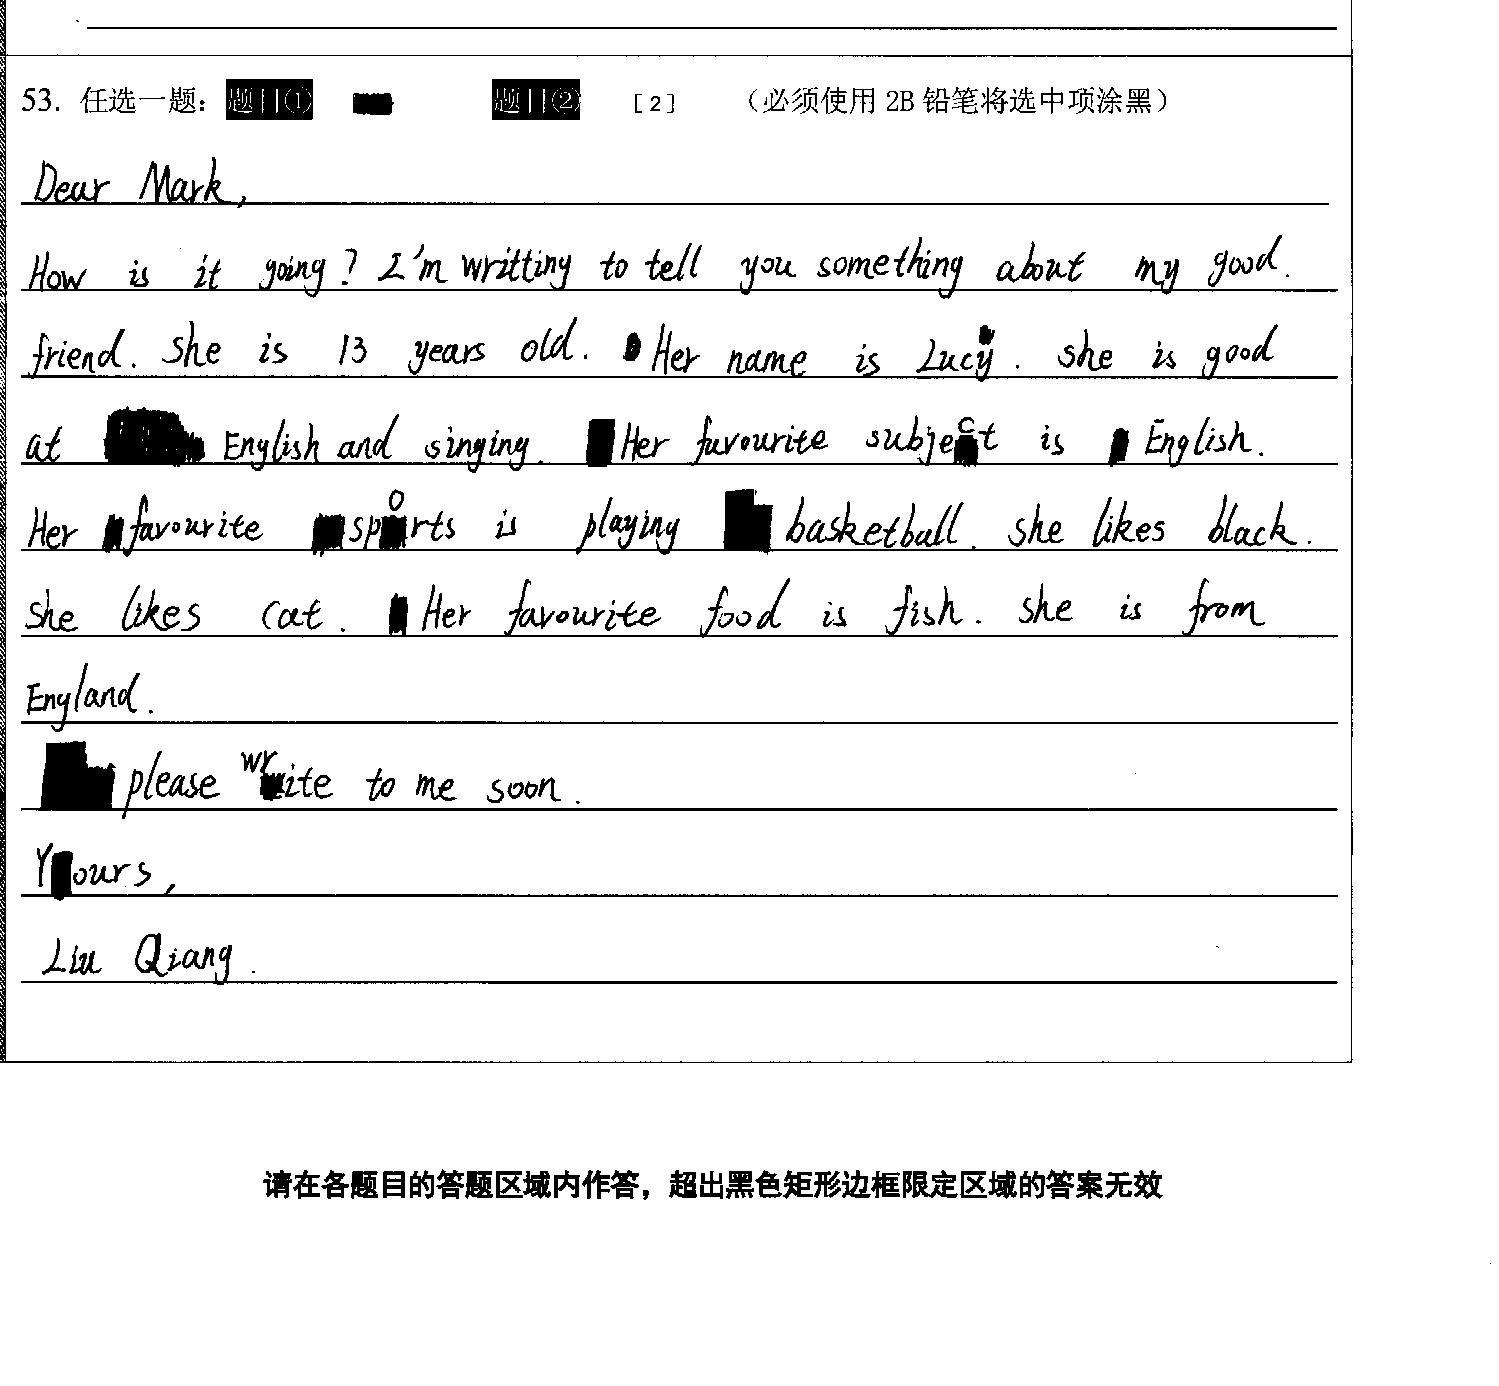 53. 任选一题： 题目① 题目② [2] （必须使用 2B 铅笔将选中项涂黑）
Dear Mark,
How is it going? I'm writting to tell you something about my good.
friend. She is 13 years old. Her name is Lucy. she is good
at English and singing. Her favourite subject is English.
Her favourite sports is playing basketball. she likes black.
she likes cat. Her favourite food is fish. she is from
England.
please write to me soon.
Yours,
Liu Qiang.
请在各题目的答题区域内作答，超出黑色矩形边框限定区域的答案无效